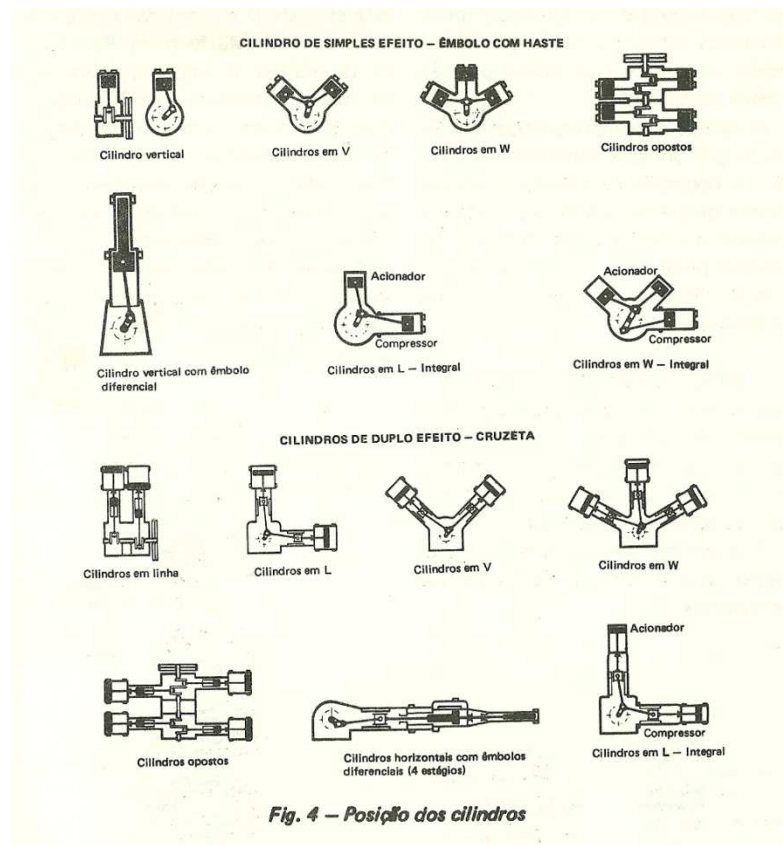 CILINDRO DE SIMPLES EFEITO – ÊMBOLO COM HASTE
Cilindro vertical
Cilindros em V
Cilindros em W
Cilindros opostos
Acionador
Compressor
Cilindro vertical com êmbolo
diferencial
Cilindros em L – Integral
Acionador
Compressor
Cilindros em W – Integral
CILINDROS DE DUPLO EFEITO – CRUZETA
Cilindros em linha
Cilindros em L
Cilindros em V
Cilindros em W
Cilindros opostos
Cilindros horizontais com êmbolos
diferenciais (4 estágios)
Acionador
Compressor
Cilindros em L – Integral
Fig. 4 – Posição dos cilindros